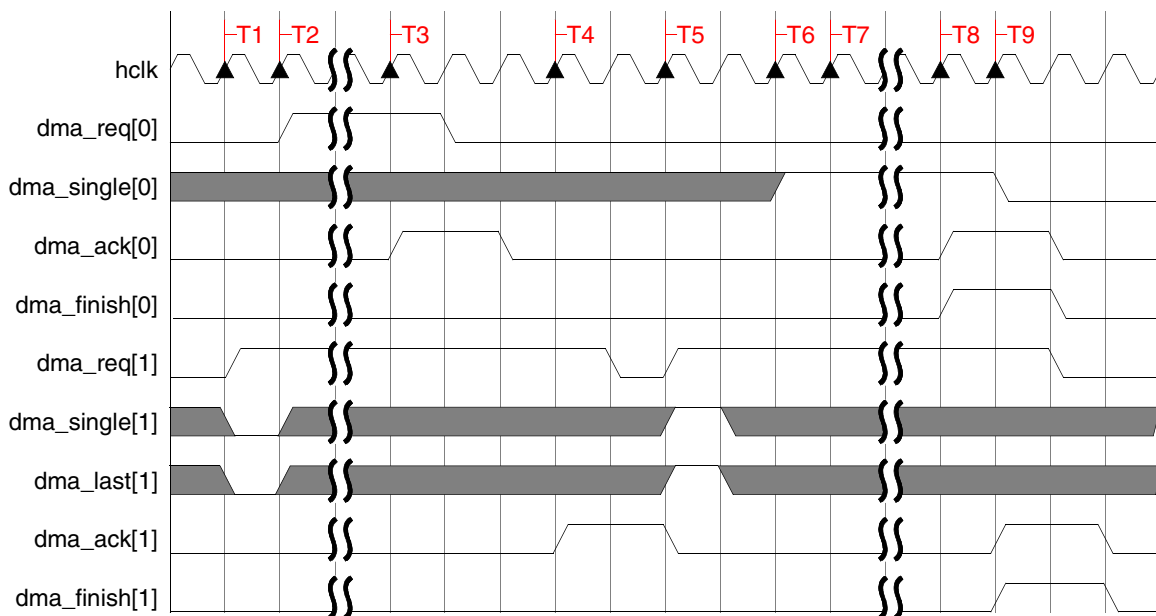 T1 T2 T3 T4 T5 T6 T7 T8 T9
hclk
dma_req[0]
dma_single[0]
dma_ack[0]
dma_finish[0]
dma_req[1]
dma_single[1]
dma_last[1]
dma_ack[1]
dma_finish[1]